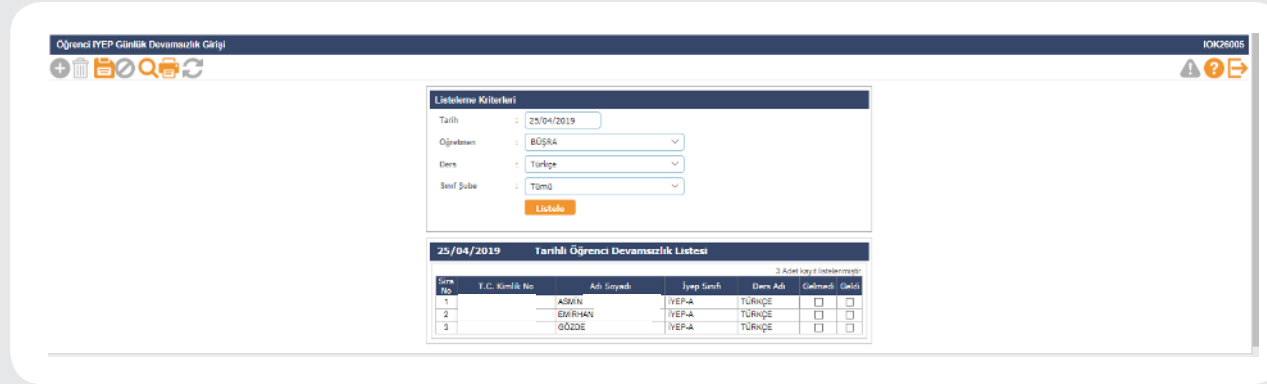 Öğrenci IYEP Günlük Devamsızlık Girişi IOK26005
Listeleme Kriterleri
Tarih : 25/04/2019
Öğretmen : BÜŞRA
Ders : Türkçe
Sınıf Şube : Tümü
Listele
25/04/2019 Tarihli Öğrenci Devamsızlık Listesi
3 Adet kayıt listelenmiştir
Sıra No T.C. Kimlik No Adı Soyadı İyep Sınıfı Ders Adı Gelmedi Geldi
1 ASMİN İYEP-A TÜRKÇE
2 EMİRHAN İYEP-A TÜRKÇE
3 GÖZDE İYEP-A TÜRKÇE